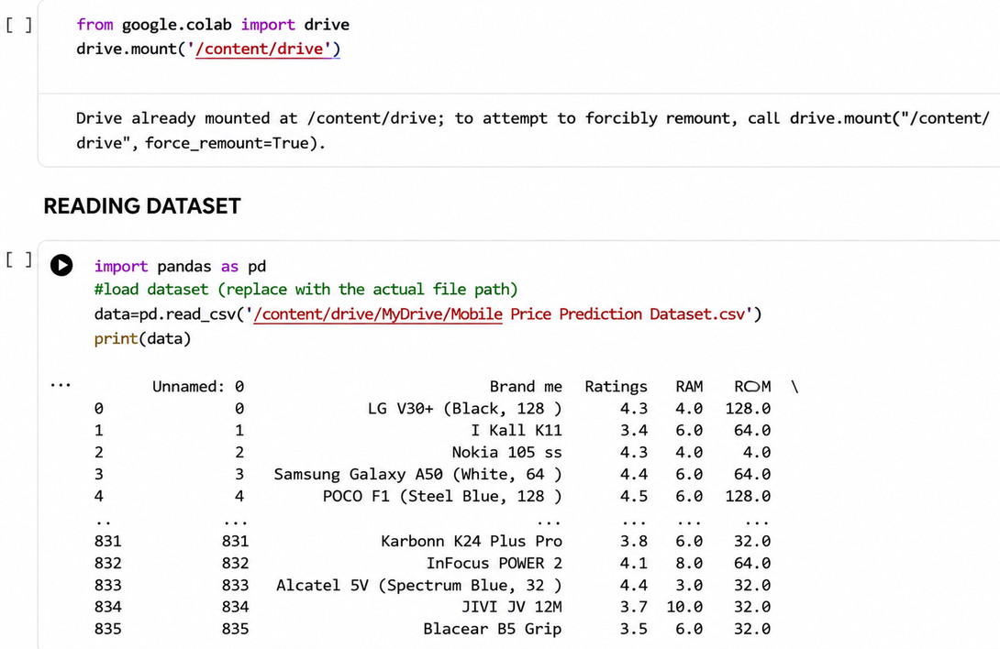 [ ] from google.colab import drive
drive.mount('/content/drive')
Drive already mounted at /content/drive; to attempt to forcibly remount, call drive.mount("/content/
drive", force_remount=True).
READING DATASET
[ ] import pandas as pd
#load dataset (replace with the actual file path)
data=pd.read_csv('/content/drive/MyDrive/Mobile Price Prediction Dataset.csv')
print(data)
... Unnamed: 0 Brand me Ratings RAM ROM \
0 0 LG V30+ (Black, 128 ) 4.3 4.0 128.0
1 1 I Kall K11 3.4 6.0 64.0
2 2 Nokia 105 ss 4.3 4.0 4.0
3 3 Samsung Galaxy A50 (White, 64 ) 4.4 6.0 64.0
4 4 POCO F1 (Steel Blue, 128 ) 4.5 6.0 128.0
.. ... ... ... ... ...
831 831 Karbonn K24 Plus Pro 3.8 6.0 32.0
832 832 InFocus POWER 2 4.1 8.0 64.0
833 833 Alcatel 5V (Spectrum Blue, 32 ) 4.4 3.0 32.0
834 834 JIVI JV 12M 3.7 10.0 32.0
835 835 Blacear B5 Grip 3.5 6.0 32.0